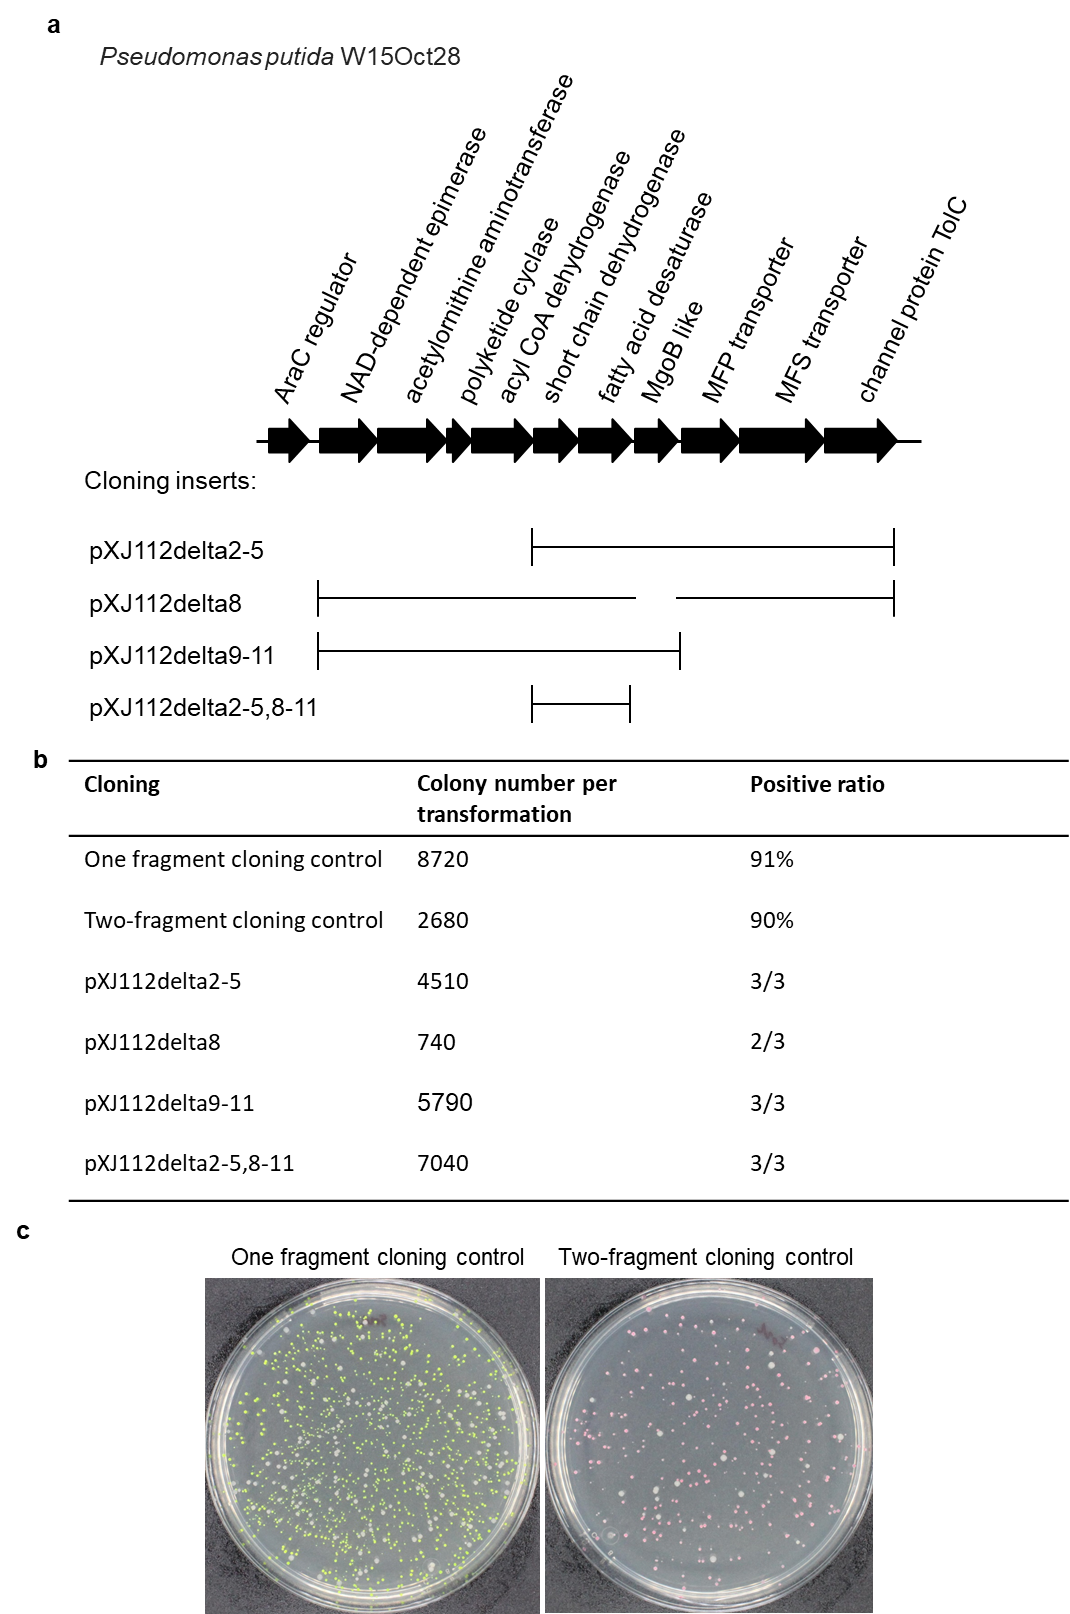 a
Pseudomonas putida W15Oct28
AraC regulator
NAD-dependent epimerase
acetylornithine aminotransferase
polyketide cyclase
acyl CoA dehydrogenase
short chain dehydrogenase
fatty acid desaturase
MgoB like
MFP transporter
MFS transporter
channel protein TolC
Cloning inserts:
pXJ112delta2-5
pXJ112delta8
pXJ112delta9-11
pXJ112delta2-5,8-11
b
Cloning Colony number per transformation Positive ratio
One fragment cloning control 8720 91%
Two-fragment cloning control 2680 90%
pXJ112delta2-5 4510 3/3
pXJ112delta8 740 2/3
pXJ112delta9-11 5790 3/3
pXJ112delta2-5,8-11 7040 3/3
c
One fragment cloning control Two-fragment cloning control